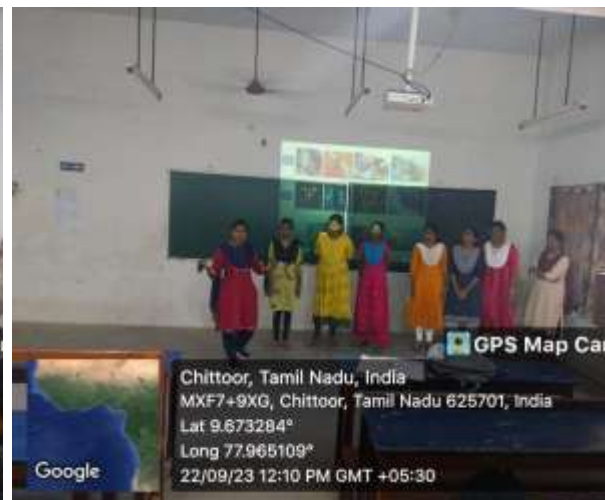 GPS Map Ca
Chittoor, Tamil Nadu, India
MXF7+9XG, Chittoor, Tamil Nadu 625701, India
Lat 9.673284°
Long 77.965109°
22/09/23 12:10 PM GMT +05:30
Google